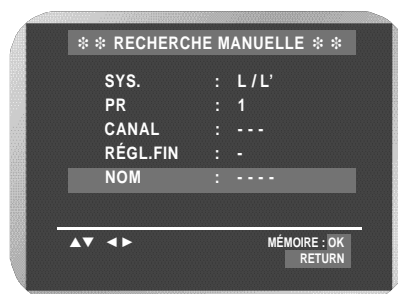 ❇ ❇ RECHERCHE MANUELLE ❇ ❇
SYS. : L / L’
PR : 1
CANAL : - - -
RÉGL.FIN : -
NOM : - - - -
▲▼ ◄► MÉMOIRE : OK
RETURN